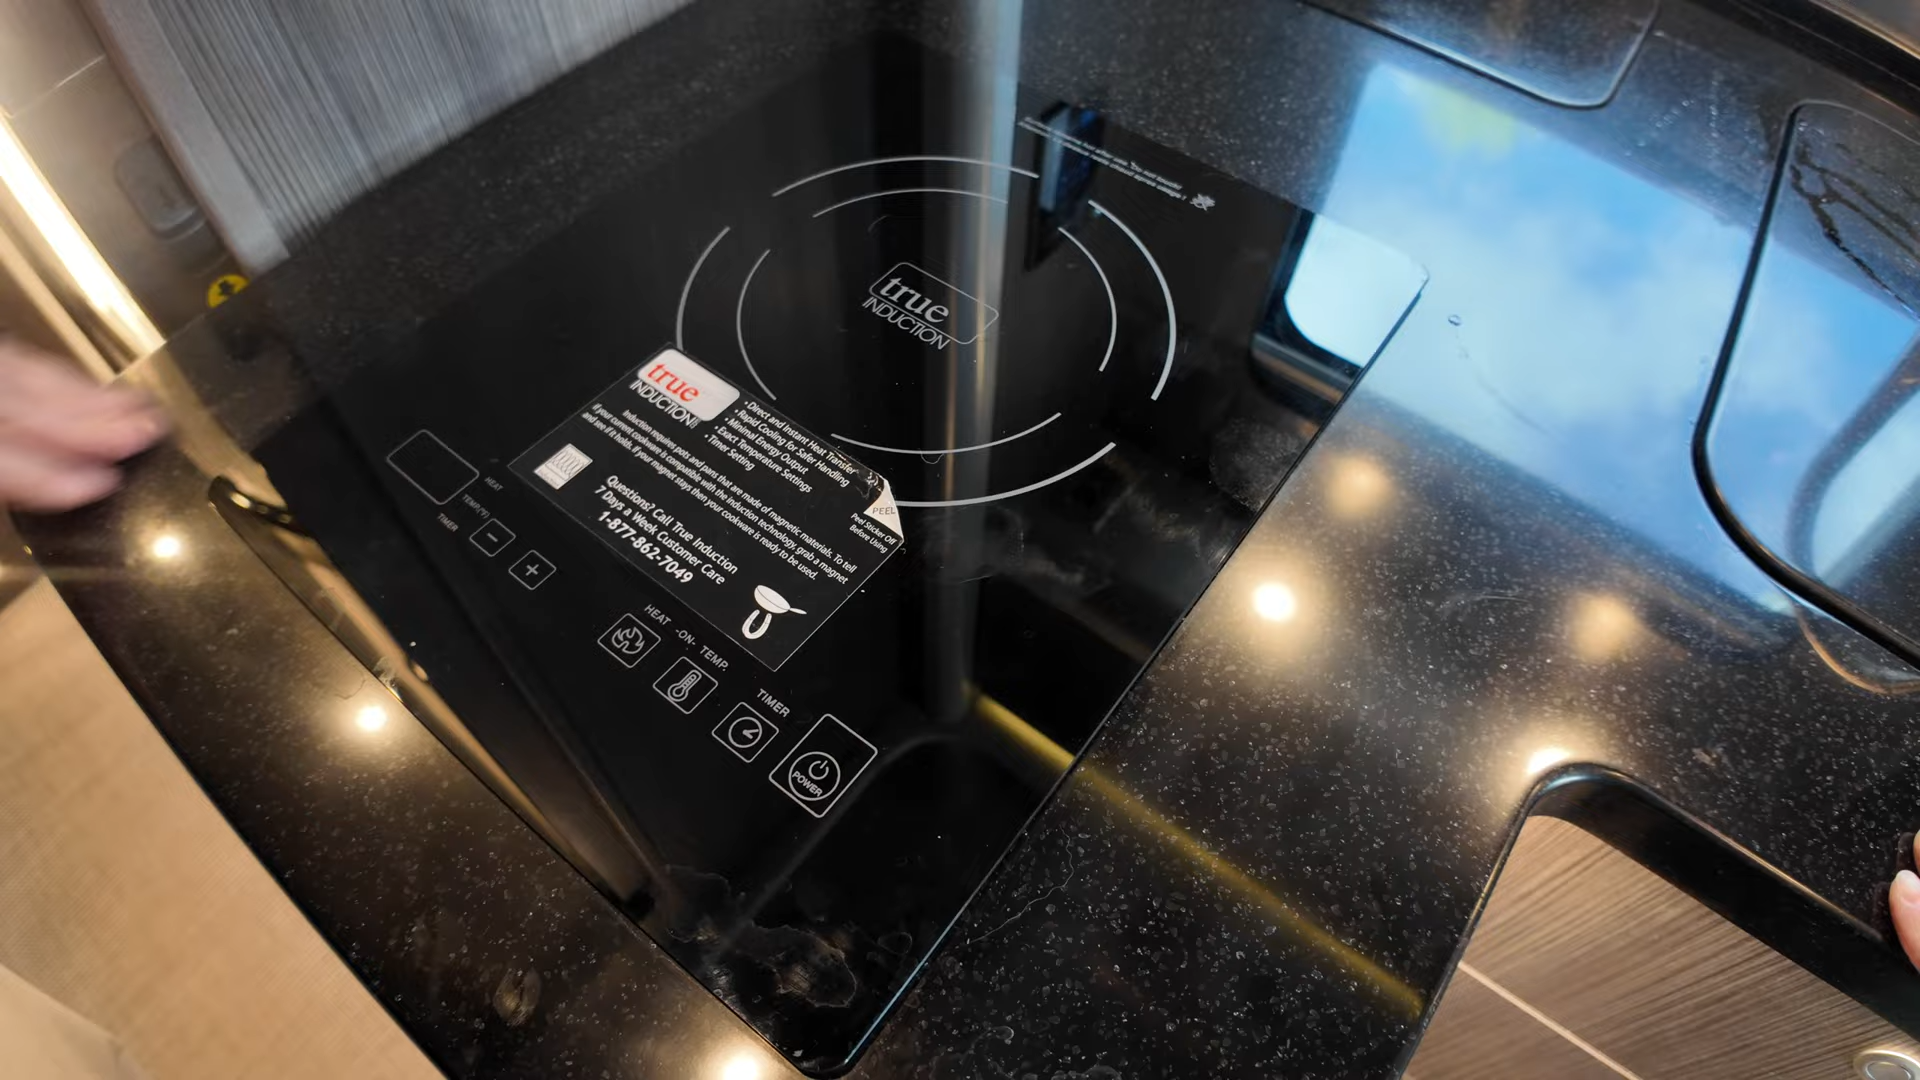 true
INDUCTION
true
INDUCTION
• Direct and Instant Heat Transfer
• Rapid Cooling for Safer Handling
• Minimal Energy Output
• Exact Temperature Settings
• Timer Setting
Induction requires pots and pans that are made of magnetic materials. To tell
if your current cookware is compatible with the induction technology, grab a magnet
and see if it holds. If your magnet stays then your cookware is ready to be used.
PEEL
Peel Sticker Off
Before Using
Questions? Call True Induction
7 Days a Week Customer Care
1-877-862-7049
HEAT
TEMP(°F)
TIMER
−
+
HEAT -ON- TEMP.
TIMER
POWER